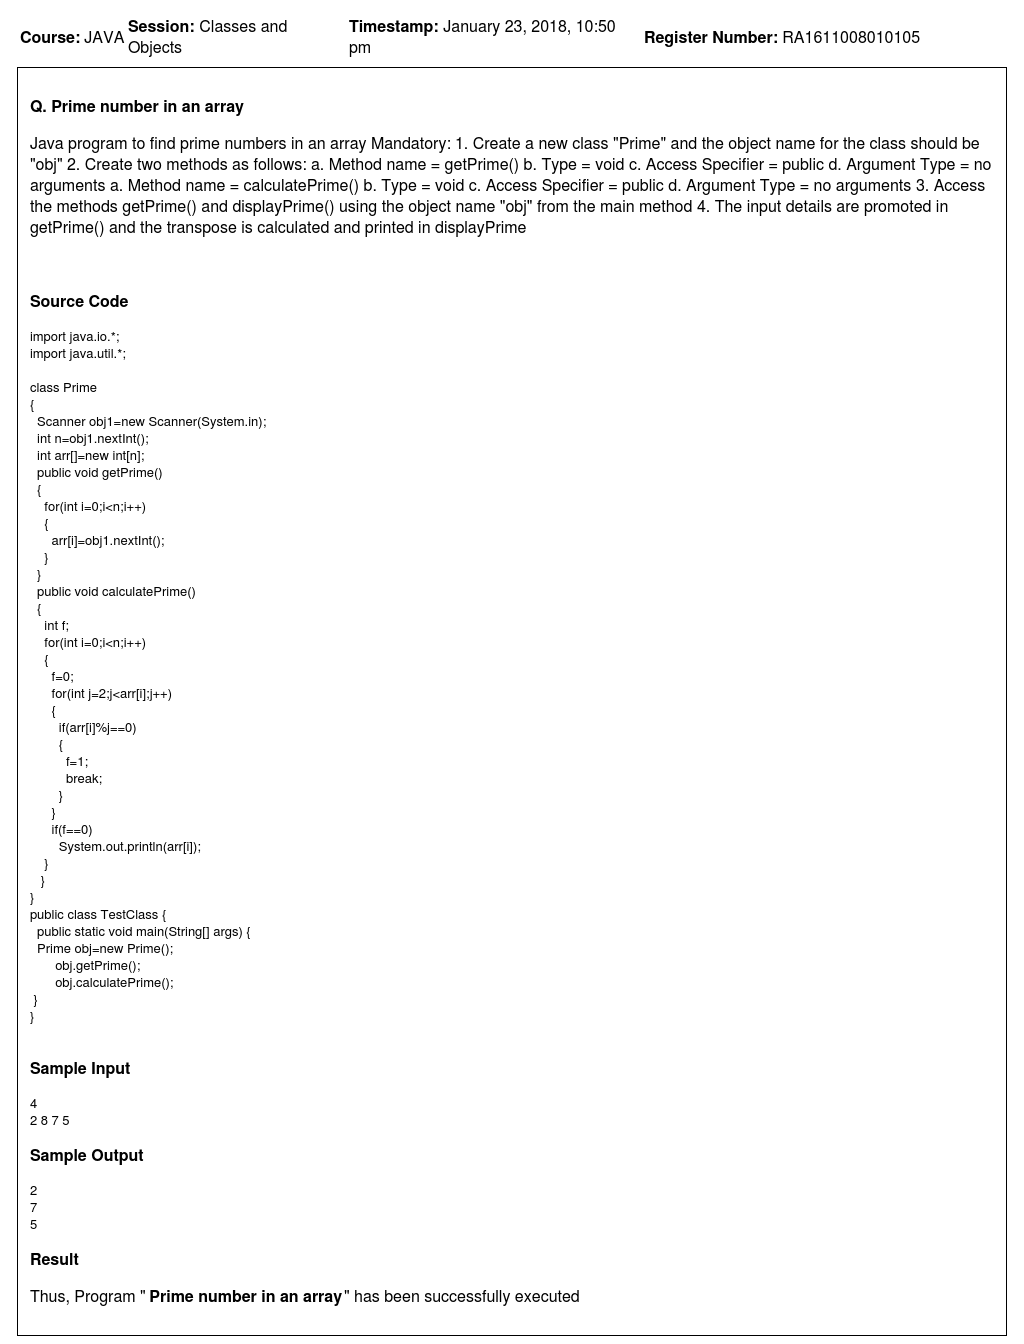 Course: JAVA Session: Classes and Objects Timestamp: January 23, 2018, 10:50 pm Register Number: RA1611008010105
Q. Prime number in an array
Java program to find prime numbers in an array Mandatory: 1. Create a new class "Prime" and the object name for the class should be
"obj" 2. Create two methods as follows: a. Method name = getPrime() b. Type = void c. Access Specifier = public d. Argument Type = no
arguments a. Method name = calculatePrime() b. Type = void c. Access Specifier = public d. Argument Type = no arguments 3. Access
the methods getPrime() and displayPrime() using the object name "obj" from the main method 4. The input details are promoted in
getPrime() and the transpose is calculated and printed in displayPrime
Source Code
import java.io.*;
import java.util.*;
class Prime
{
Scanner obj1=new Scanner(System.in);
int n=obj1.nextInt();
int arr[]=new int[n];
public void getPrime()
{
for(int i=0;i<n;i++)
{
arr[i]=obj1.nextInt();
}
}
public void calculatePrime()
{
int f;
for(int i=0;i<n;i++)
{
f=0;
for(int j=2;j<arr[i];j++)
{
if(arr[i]%j==0)
{
f=1;
break;
}
}
if(f==0)
System.out.println(arr[i]);
}
}
}
public class TestClass {
public static void main(String[] args) {
Prime obj=new Prime();
obj.getPrime();
obj.calculatePrime();
}
}
Sample Input
4
2 8 7 5
Sample Output
2
7
5
Result
Thus, Program " Prime number in an array" has been successfully executed